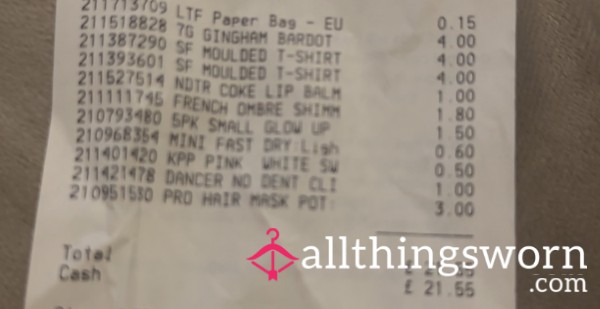 211713709 LTF Paper Bag - EU 0.15
211518828 7G GINGHAM BARDOT 4.00
211387290 SF MOULDED T-SHIRT 4.00
211393601 SF MOULDED T-SHIRT 4.00
211527514 NDTR COKE LIP BALM 1.00
211111745 FRENCH OMBRE SHIMM 1.80
210793480 5PK SMALL GLOW UP 1.50
210968354 MINI FAST DRY Ligh 0.60
211401420 KPP PINK WHITE SW 0.50
211421478 DANCER NO DENT CLI 1.00
210951530 PRO HAIR MASK POT: 3.00
Total
Cash £ 21.55
allthingsworn
.com